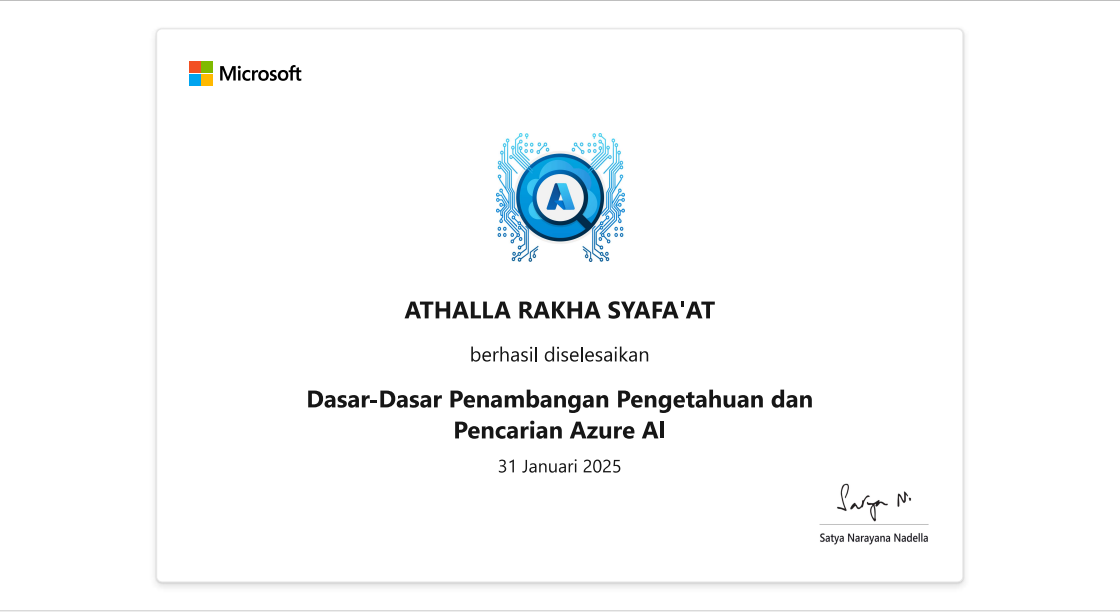 Microsoft
ATHALLA RAKHA SYAFA'AT
berhasil diselesaikan
Dasar-Dasar Penambangan Pengetahuan dan
Pencarian Azure AI
31 Januari 2025
Satya N.
Satya Narayana Nadella